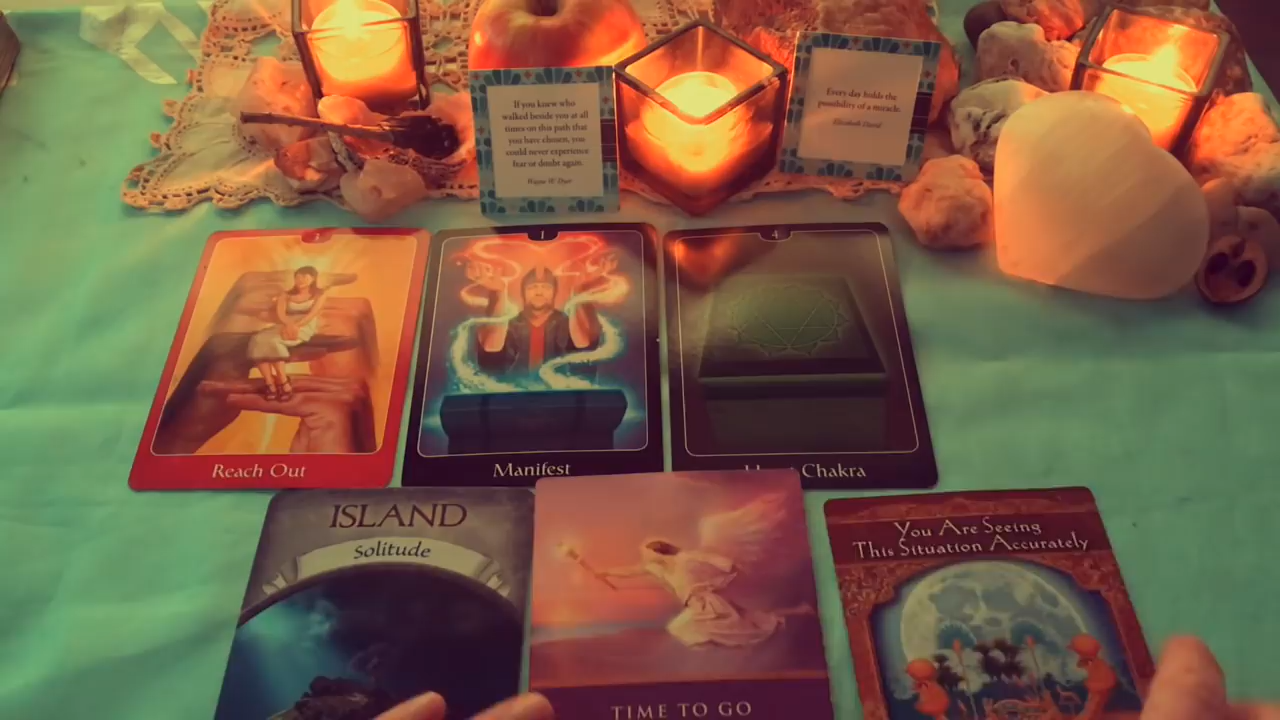 If you knew who
walked beside you at all
times on this path that
you have chosen, you
could never experience
fear or doubt again.
Wayne W. Dyer
Every day holds the
possibility of a miracle.
Elizabeth David
2
1
4
Reach Out
Manifest
Chakra
ISLAND
Solitude
TIME TO GO
You Are Seeing
This Situation Accurately